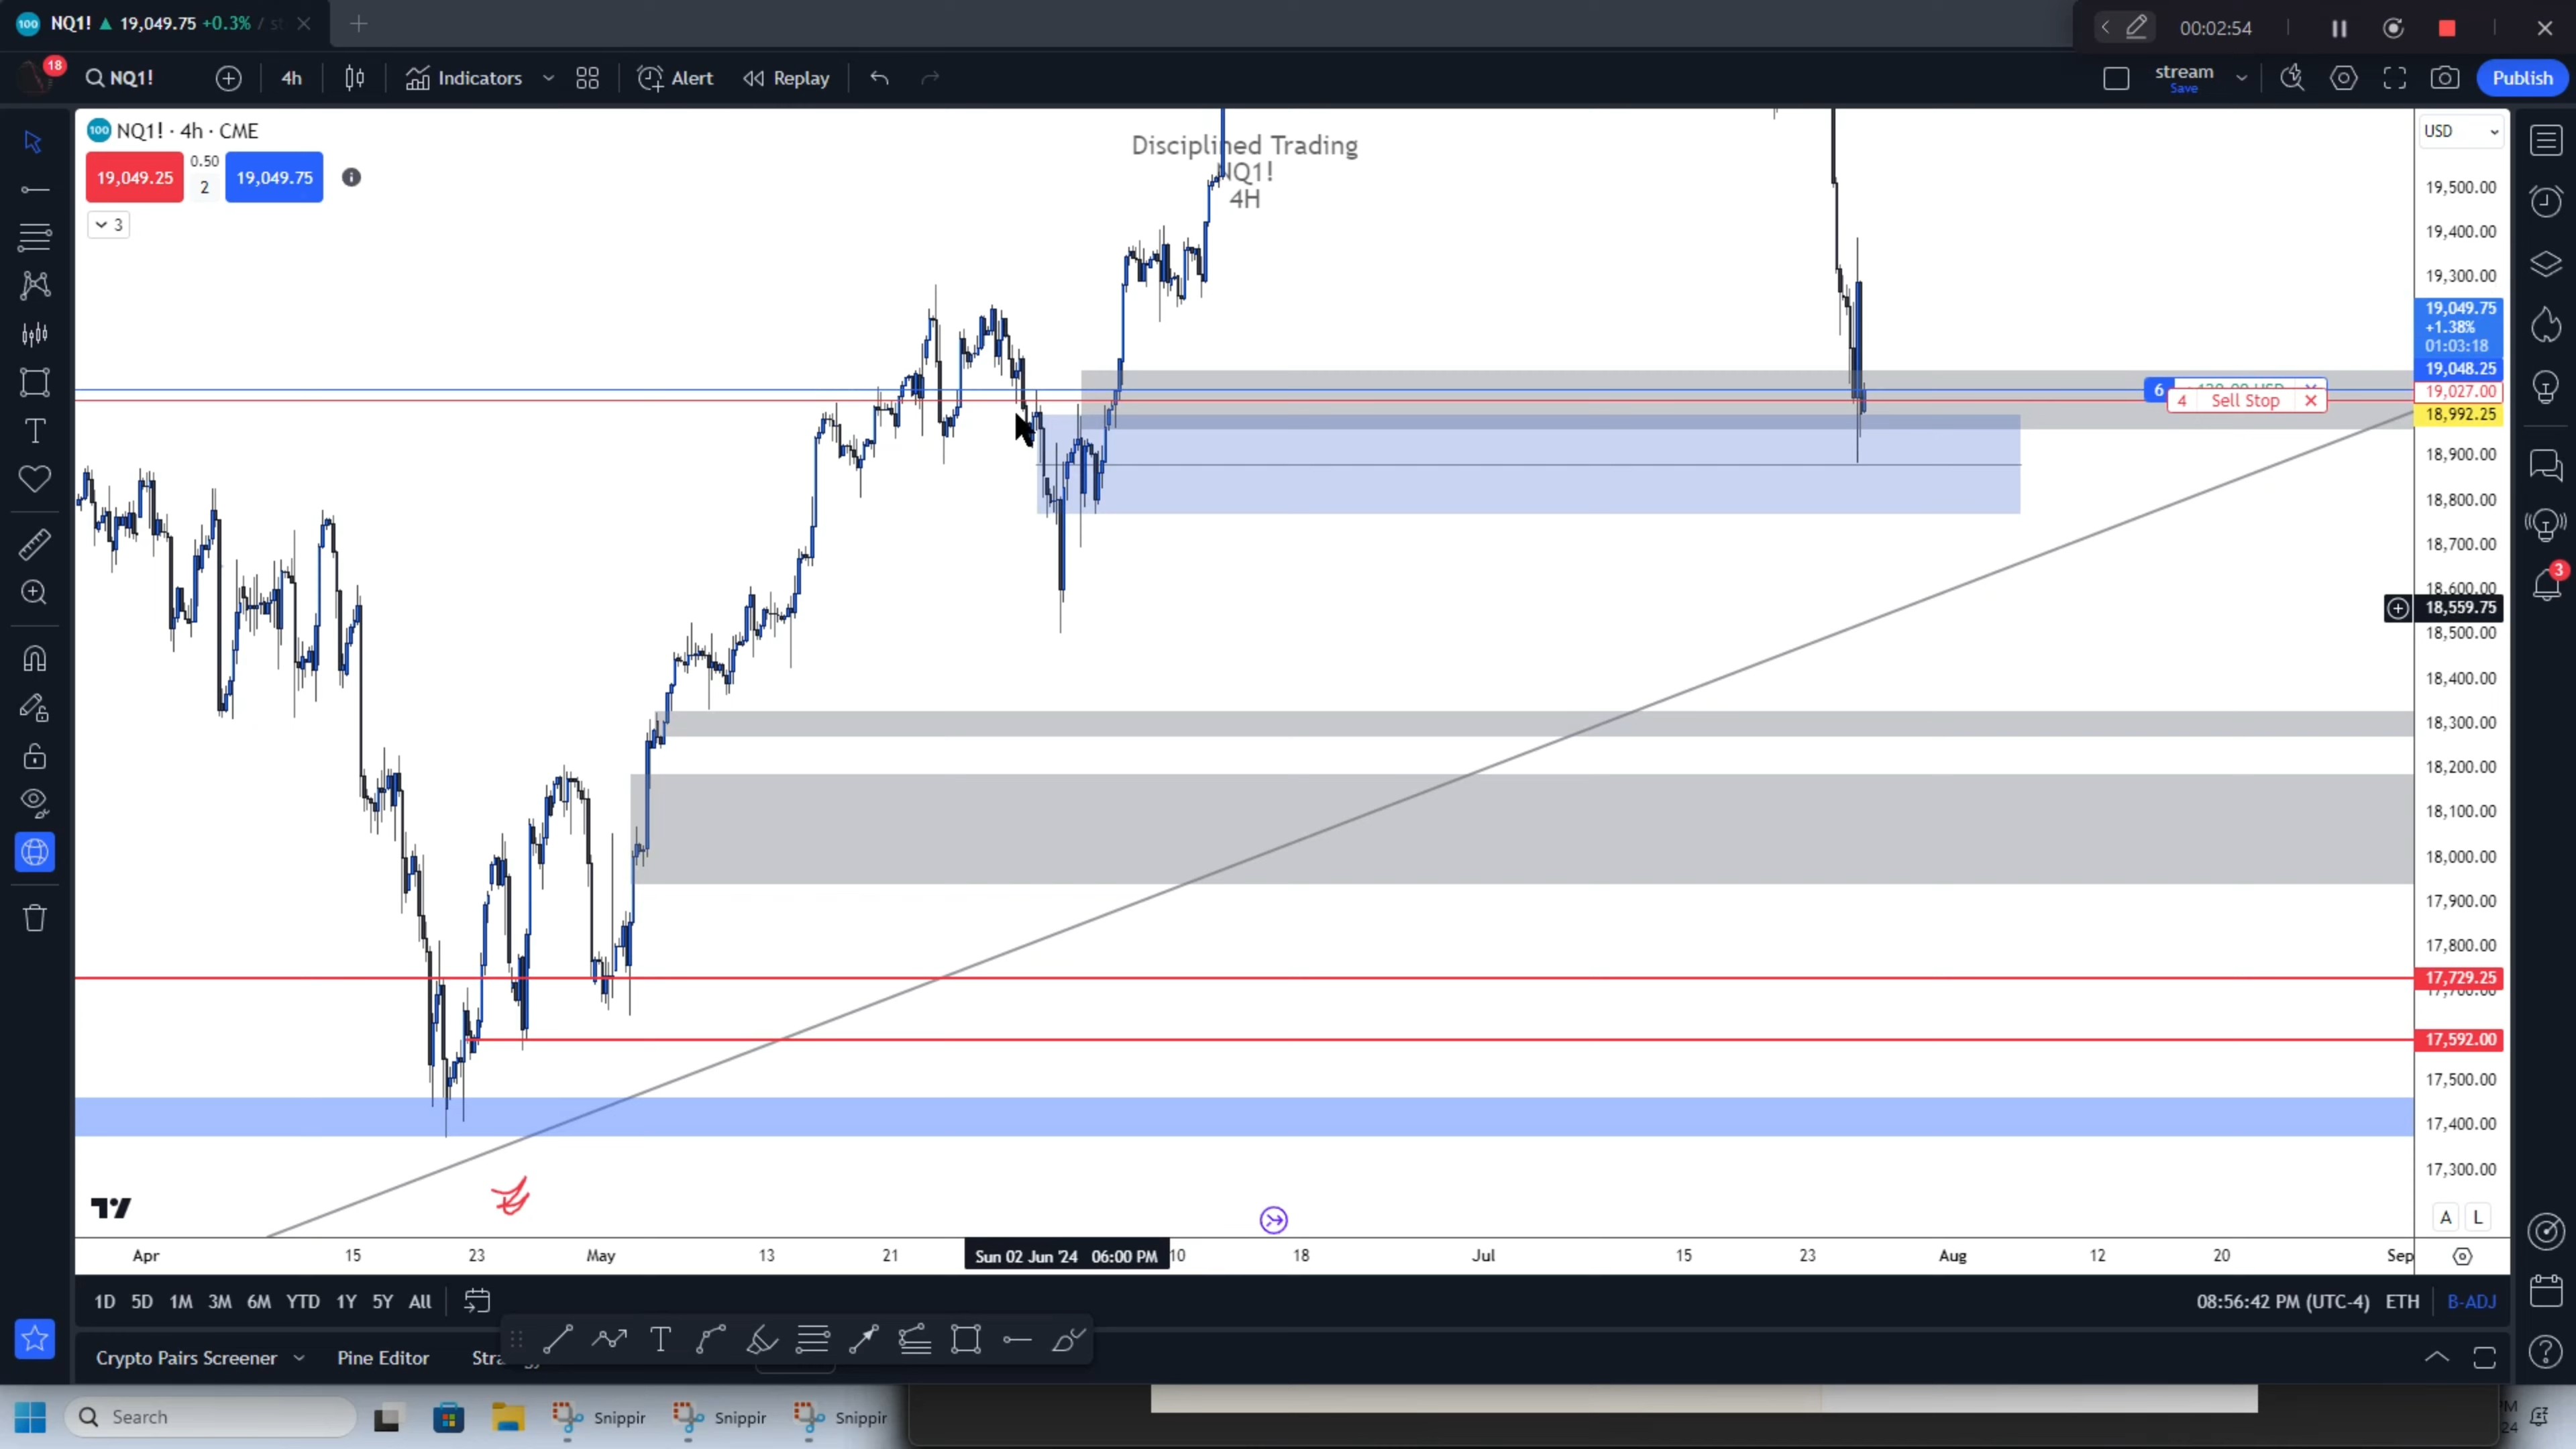 NQ1! ▲ 19,049.75 +0.3% / st
00:02:54
18
NQ1!
4h
Indicators
Alert
Replay
stream
Save
Publish
NQ1! · 4h · CME
19,049.25
0.50
2
19,049.75
3
Disciplined Trading
NQ1!
4H
USD
19,500.00
19,400.00
19,300.00
19,049.75
+1.38%
01:03:18
19,048.25
19,027.00
18,992.25
6
4 Sell Stop
18,900.00
18,800.00
18,700.00
18,600.00
18,559.75
18,500.00
18,400.00
18,300.00
18,200.00
18,100.00
18,000.00
17,900.00
17,800.00
17,729.25
17,592.00
17,500.00
17,400.00
17,300.00
3
A L
Apr 15 23 May 13 21 Sun 02 Jun '24 06:00 PM 10 18 Jul 15 23 Aug 12 20 Sep
1D 5D 1M 3M 6M YTD 1Y 5Y All
08:56:42 PM (UTC-4) ETH B-ADJ
Crypto Pairs Screener Pine Editor
Search Snippir Snippir Snippir